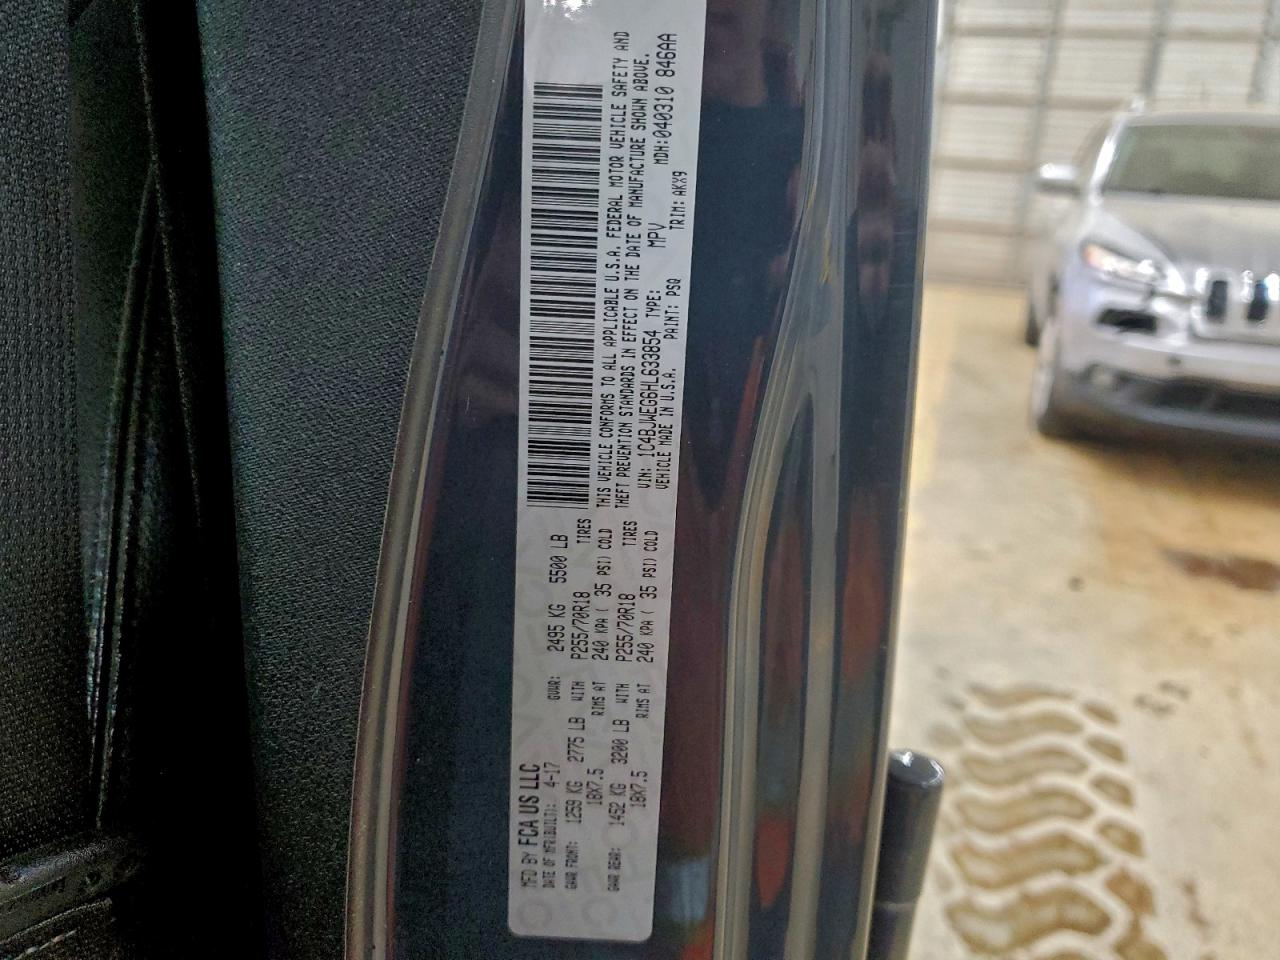 MFD BY FCA US LLC
DATE OF MFR(BUILT): 4-17 GVWR: 2495 KG 5500 LB
GAWR FRONT: 1259 KG 2775 LB WITH P255/70R18 TIRES
18X7.5 RIMS AT 240 KPA ( 35 PSI) COLD
GAWR REAR: 1452 KG 3200 LB WITH P255/70R18 TIRES
18X7.5 RIMS AT 240 KPA ( 35 PSI) COLD
THIS VEHICLE CONFORMS TO ALL APPLICABLE U.S.A. FEDERAL MOTOR VEHICLE SAFETY AND
THEFT PREVENTION STANDARDS IN EFFECT ON THE DATE OF MANUFACTURE SHOWN ABOVE.
VIN: 1C4BJWEG6HL633854 TYPE: MPV MDH: 040310 846AA
VEHICLE MADE IN U.S.A. PAINT: PSQ TRIM: AKX9